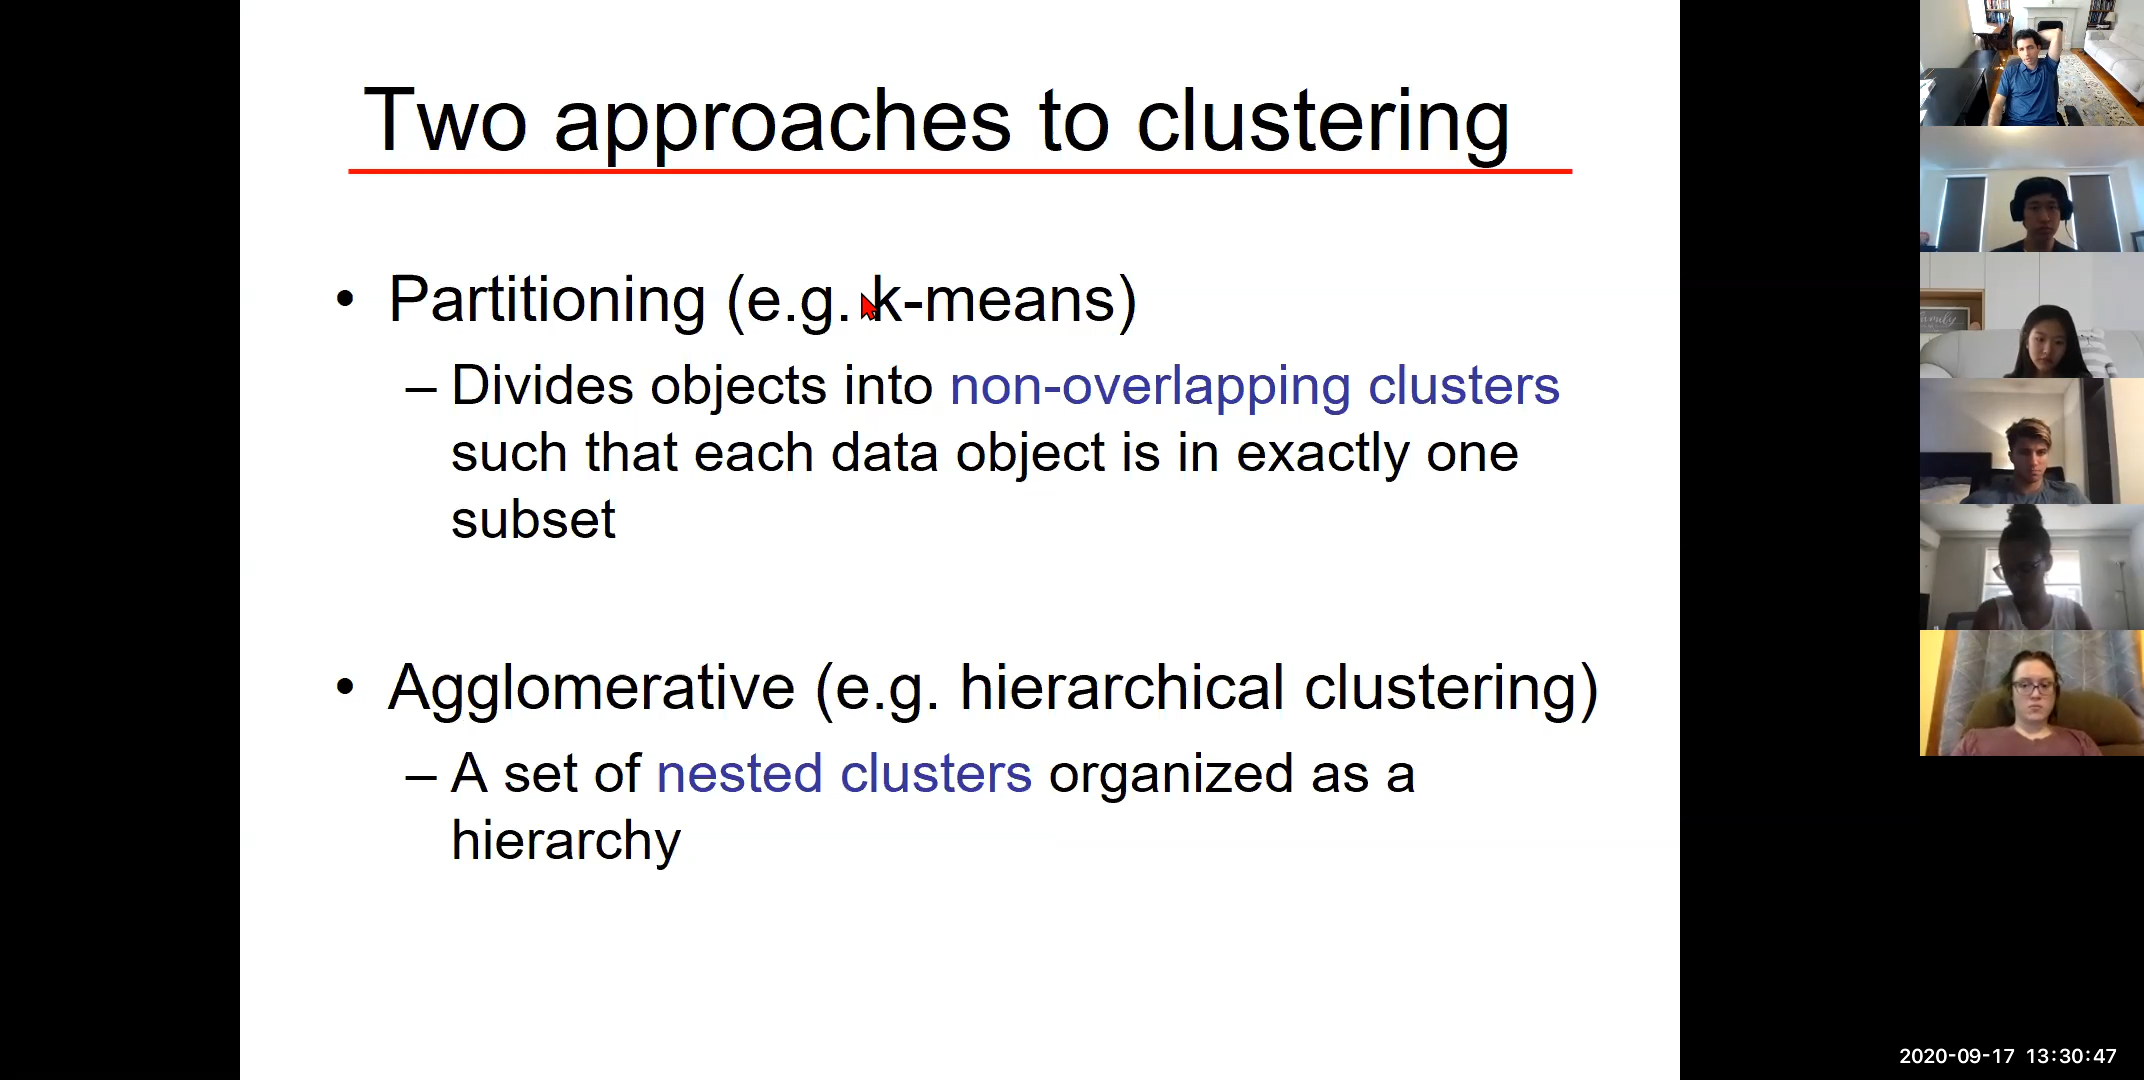 Two approaches to clustering
• Partitioning (e.g. k-means)
– Divides objects into non-overlapping clusters
such that each data object is in exactly one
subset
• Agglomerative (e.g. hierarchical clustering)
– A set of nested clusters organized as a
hierarchy
family
2020-09-17 13:30:47